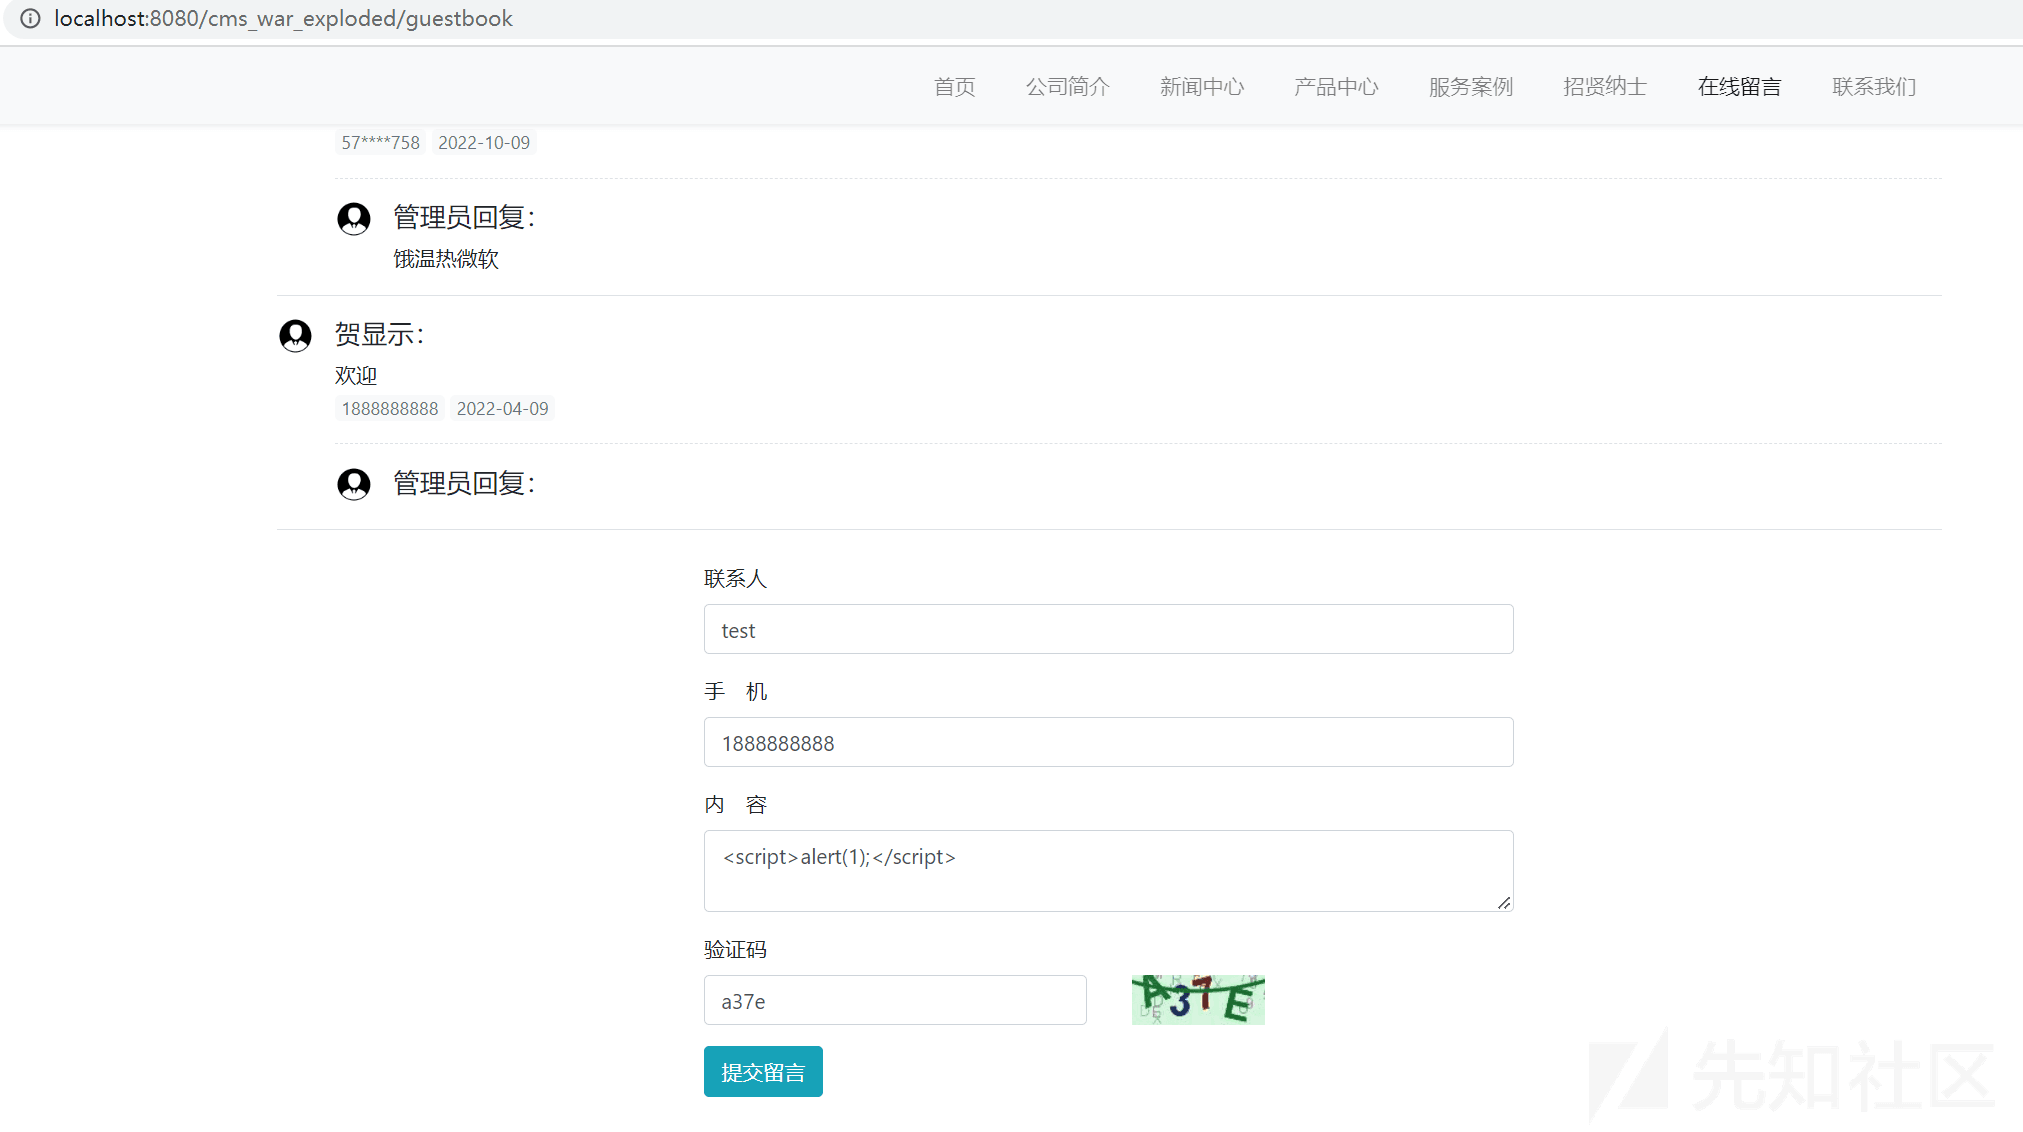 localhost:8080/cms_war_exploded/guestbook
首页 公司简介 新闻中心 产品中心 服务案例 招贤纳士 在线留言 联系我们
57****758 2022-10-09
管理员回复：
饿温热微软
贺显示：
欢迎
1888888888 2022-04-09
管理员回复：
联系人
test
手 机
1888888888
内 容
<script>alert(1);</script>
验证码
a37e
A37E
提交留言
先知社区